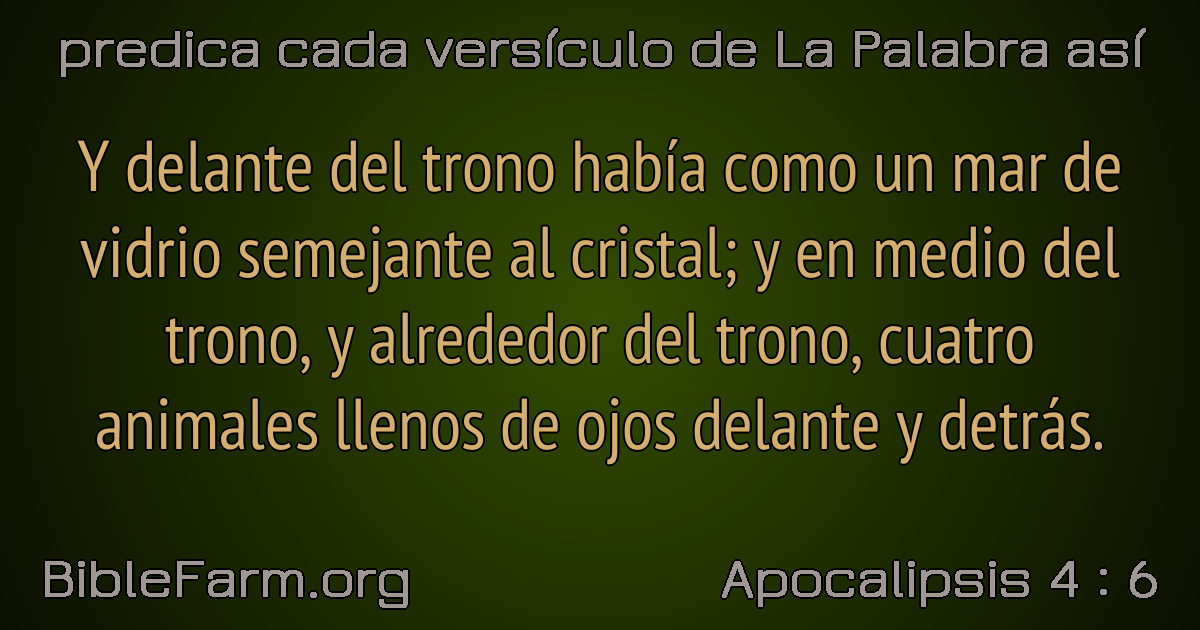 predica cada versículo de La Palabra así
Y delante del trono había como un mar de
vidrio semejante al cristal; y en medio del
trono, y alrededor del trono, cuatro
animales llenos de ojos delante y detrás.
BibleFarm.org
Apocalipsis 4 : 6